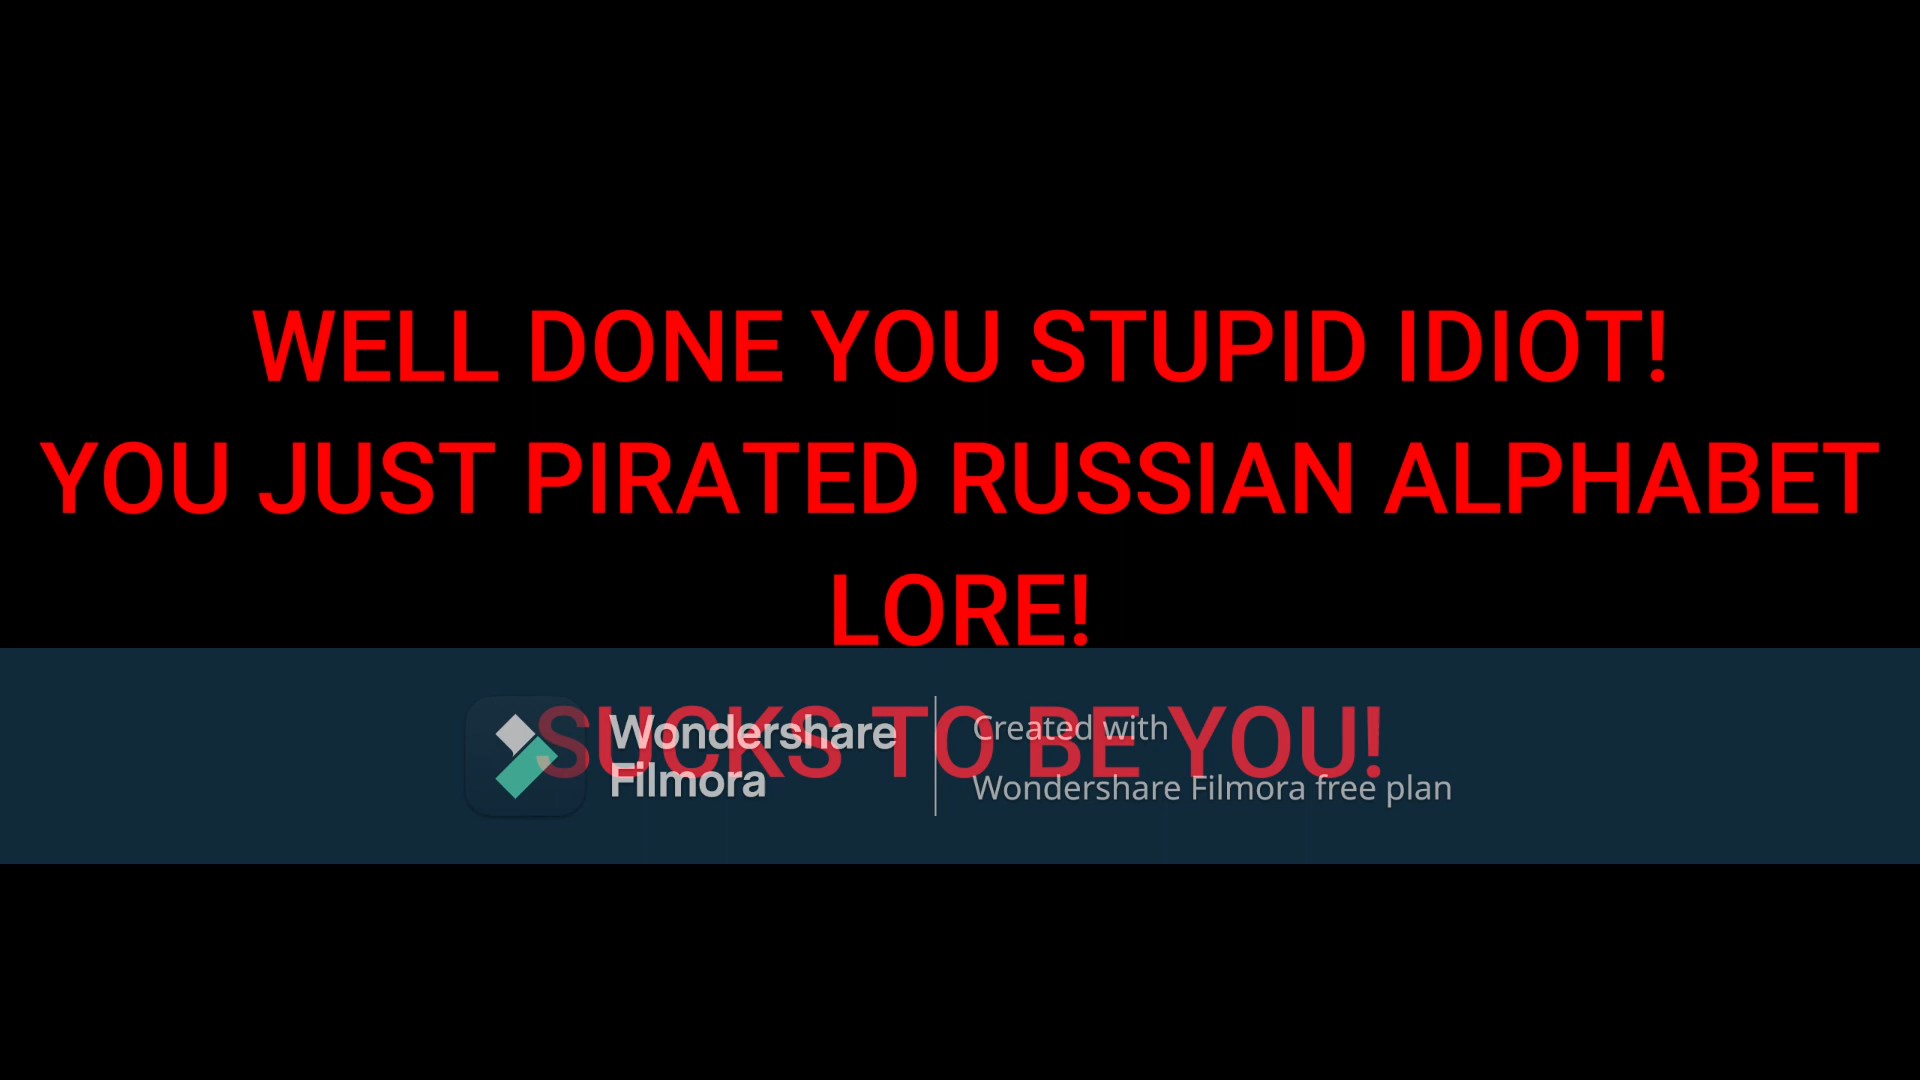 WELL DONE YOU STUPID IDIOT!
YOU JUST PIRATED RUSSIAN ALPHABET
LORE!
SUCKS TO BE YOU!
Wondershare
Filmora
Created with
Wondershare Filmora free plan